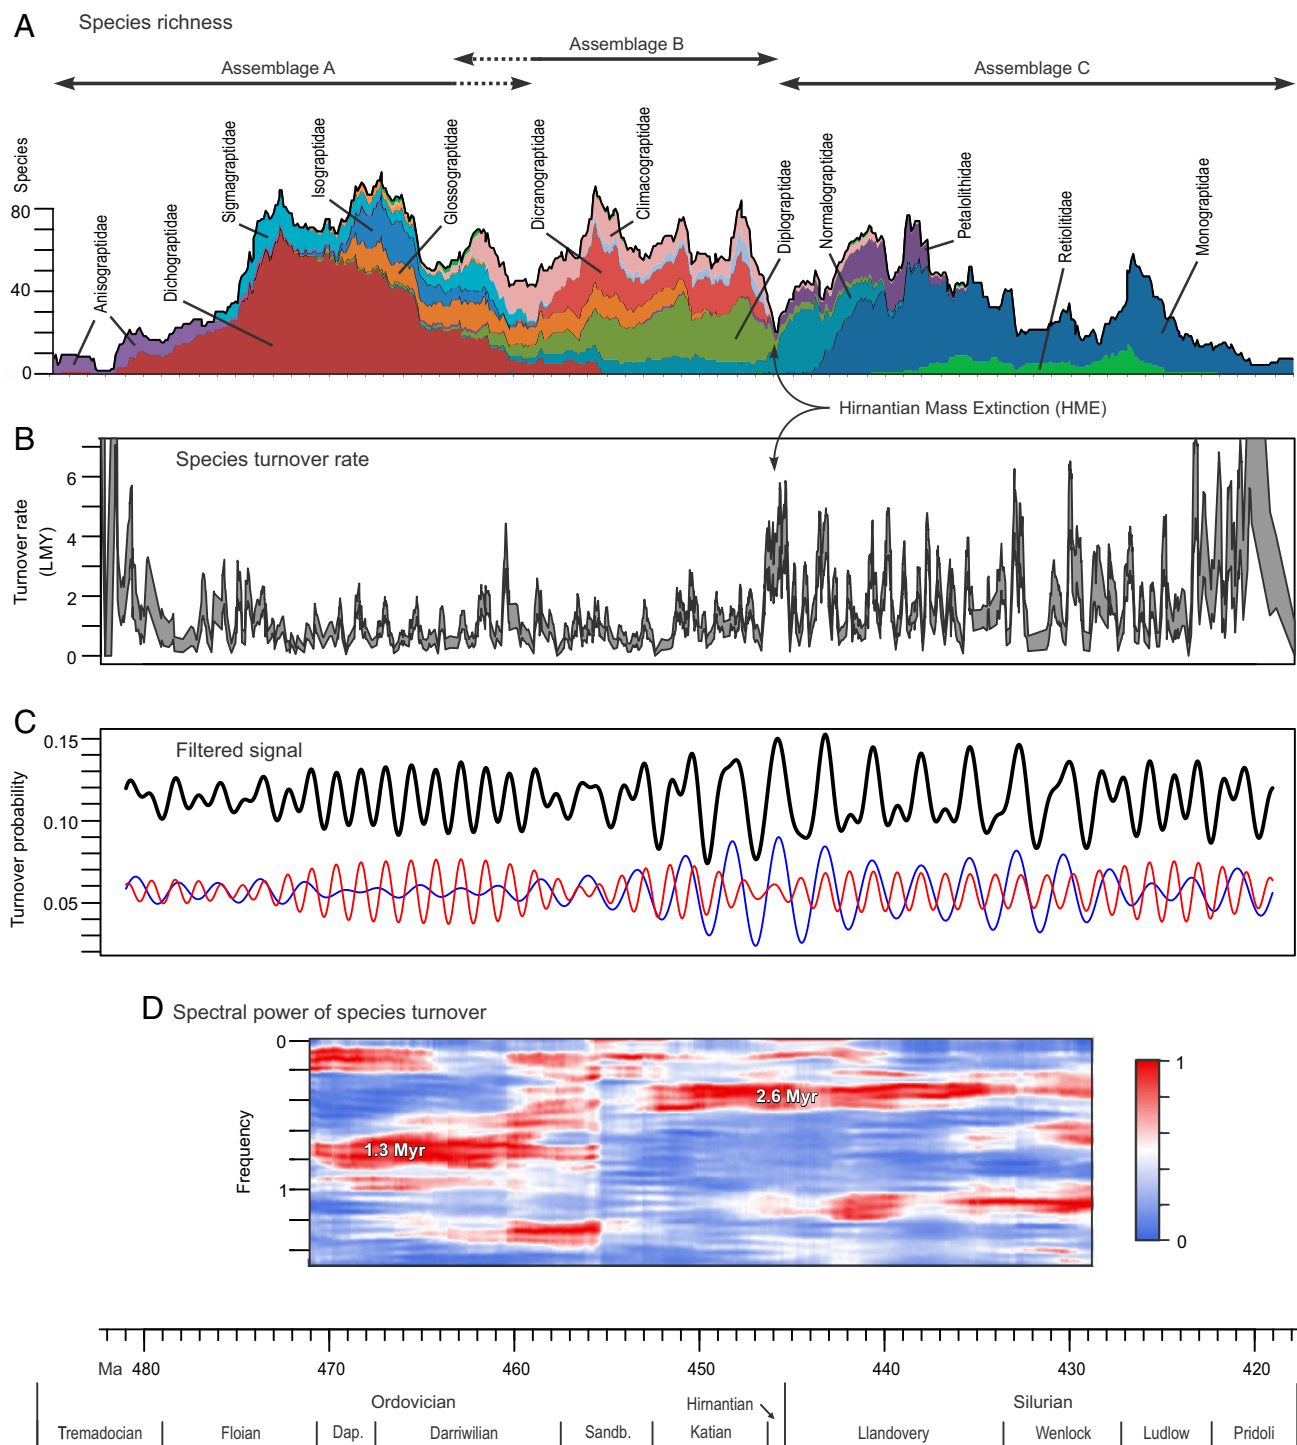 A
Species richness
Assemblage B
Assemblage A
Assemblage C
Species
80
40
0
Anisograptidae
Dichograptidae
Sigmagraptidae
Isograptidae
Glossograptidae
Dicranograptidae
Climacograptidae
Diplograptidae
Normalograptidae
Petalolithidae
Retiolitidae
Monograptidae
Hirnantian Mass Extinction (HME)
B
Species turnover rate
Turnover rate
(LMY)
6
4
2
0
C
Filtered signal
Turnover probability
0.15
0.10
0.05
D
Spectral power of species turnover
Frequency
0
1
1.3 Myr
2.6 Myr
1
0
Ma 480 470 460 450 440 430 420
Ordovician Hirnantian Silurian
Tremadocian Floian Dap. Darriwilian Sandb. Katian Llandovery Wenlock Ludlow Pridoli